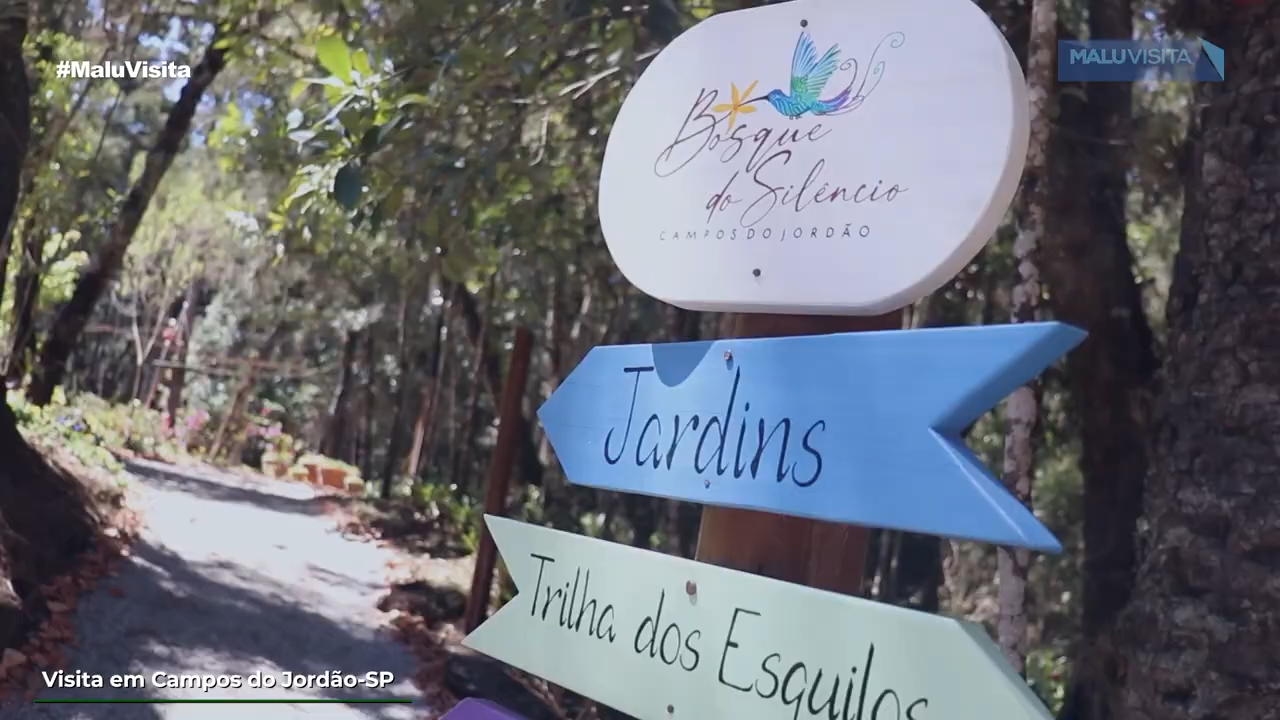 #MaluVisita
MALUVISITA
Bosque
do Silêncio
CAMPOS DO JORDÃO
Jardins
Trilha dos Esquilos
Visita em Campos do Jordão-SP